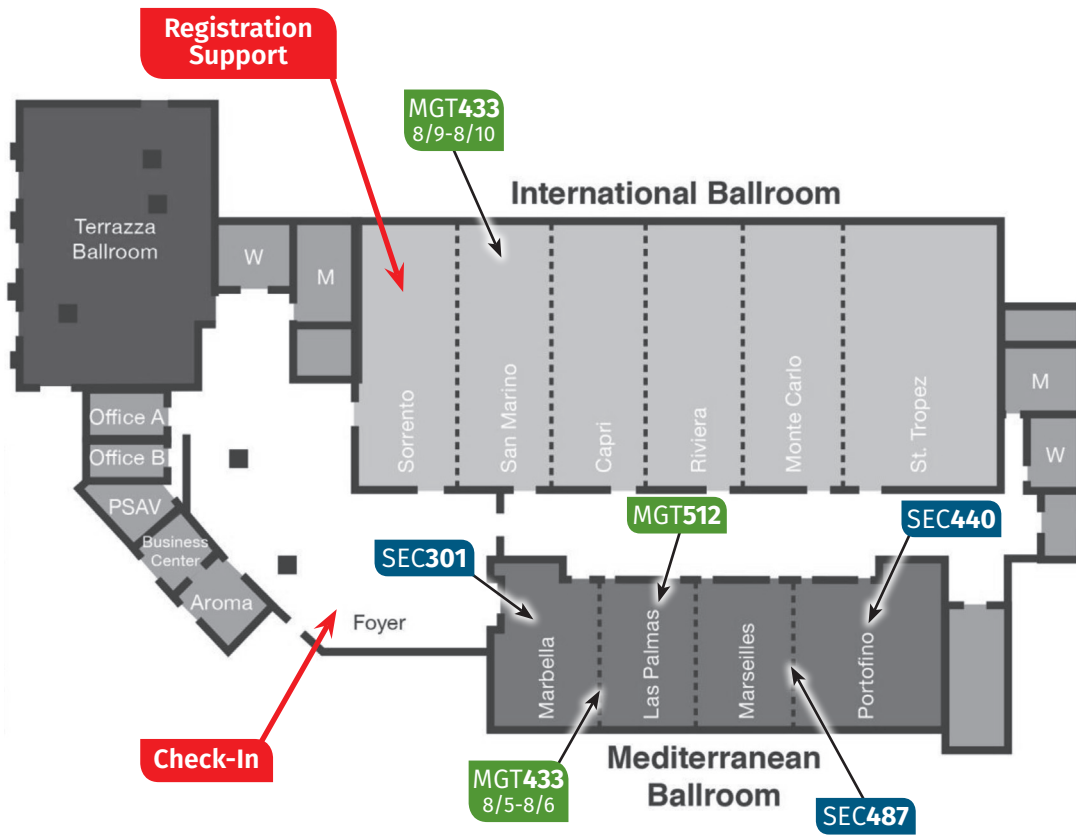 Registration
Support
MGT433
8/9-8/10
International Ballroom
Terrazza
Ballroom
W
M
Sorrento
San Marino
Capri
Riviera
Monte Carlo
St. Tropez
M
W
Office A
Office B
PSAV
Business
Center
Aroma
MGT512
SEC440
SEC301
Foyer
Marbella
Las Palmas
Marseilles
Portofino
Check-In
Mediterranean
Ballroom
MGT433
8/5-8/6
SEC487